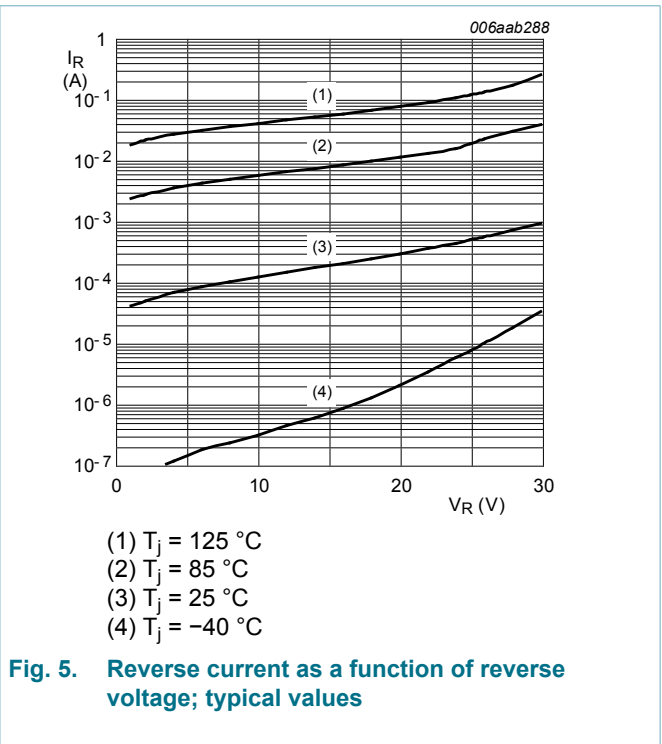 006aab288
I_R
(A)
1
10⁻¹
10⁻²
10⁻³
10⁻⁴
10⁻⁵
10⁻⁶
10⁻⁷
(1)
(2)
(3)
(4)
0 10 20 30
V_R (V)
(1) T_j = 125 °C
(2) T_j = 85 °C
(3) T_j = 25 °C
(4) T_j = −40 °C
Fig. 5. Reverse current as a function of reverse
voltage; typical values